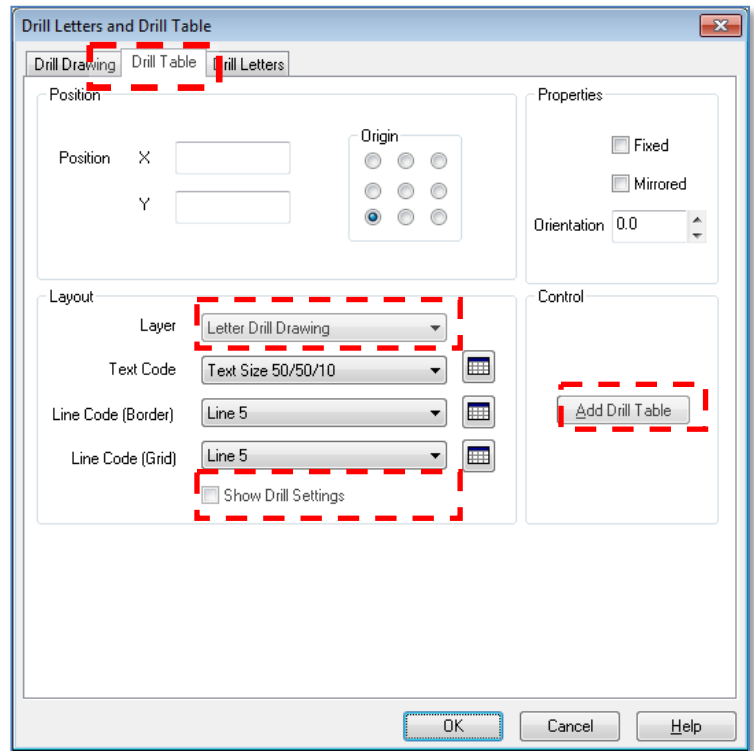 Drill Letters and Drill Table
Drill Drawing Drill Table Drill Letters
Position
Position X
Y
Origin
Properties
Fixed
Mirrored
Orientation 0.0
Layout
Layer Letter Drill Drawing
Text Code Text Size 50/50/10
Line Code (Border) Line 5
Line Code (Grid) Line 5
Show Drill Settings
Control
Add Drill Table
OK Cancel Help